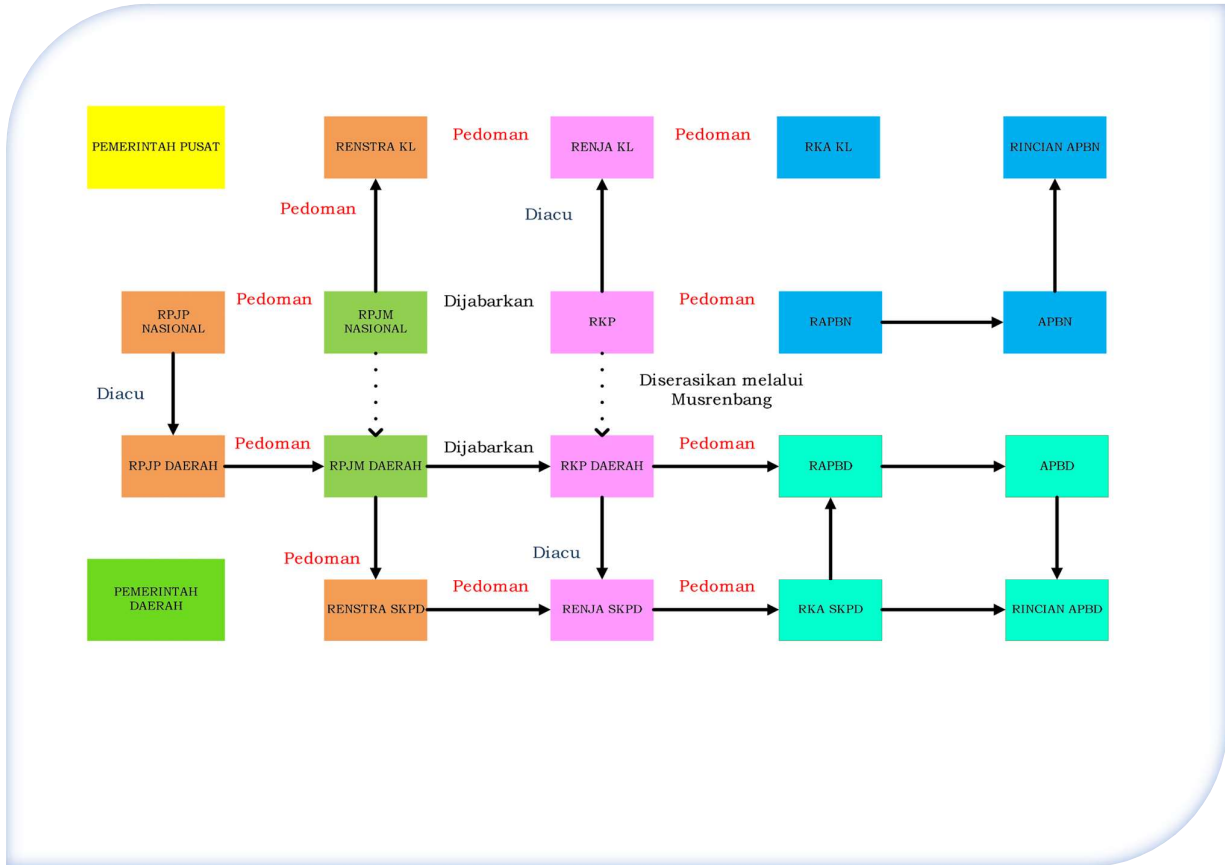 PEMERINTAH PUSAT
RENSTRA KL
Pedoman
RENJA KL
Pedoman
RKA KL
RINCIAN APBN
Pedoman
Diacu
RPJP
NASIONAL
Pedoman
RPJM
NASIONAL
Dijabarkan
RKP
Pedoman
RAPBN
APBN
Diacu
Diserasikan melalui
Musrenbang
RPJP DAERAH
Pedoman
RPJM DAERAH
Dijabarkan
RKP DAERAH
Pedoman
RAPBD
APBD
Pedoman
Diacu
PEMERINTAH
DAERAH
RENSTRA SKPD
Pedoman
RENJA SKPD
Pedoman
RKA SKPD
RINCIAN APBD